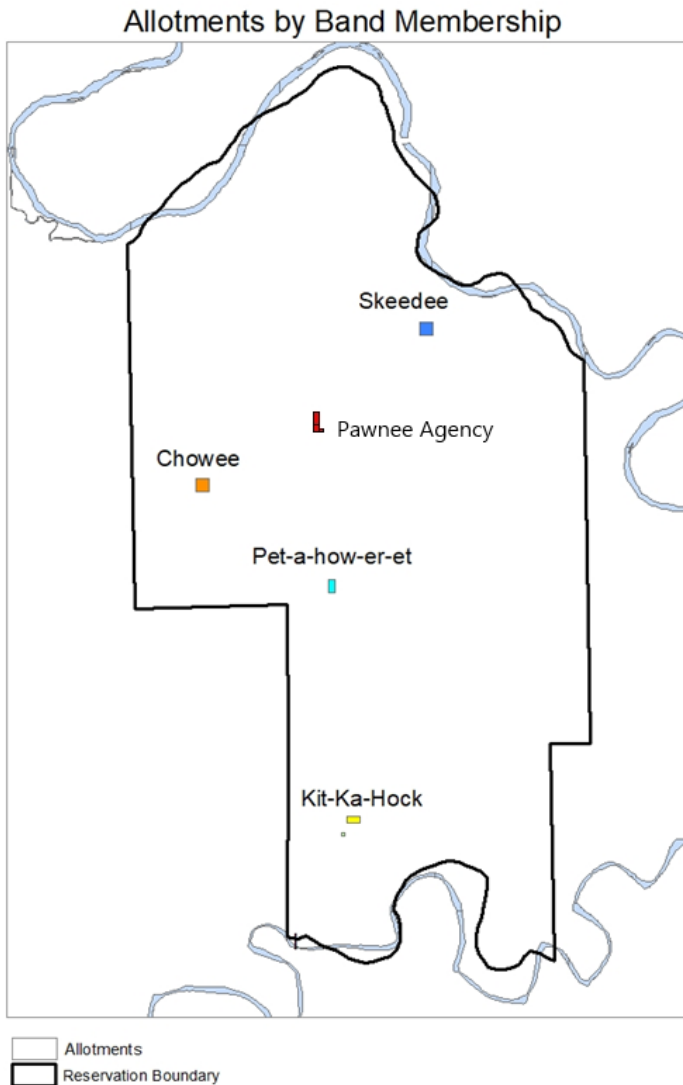 Allotments by Band Membership
Skeedee
Pawnee Agency
Chowee
Pet-a-how-er-et
Kit-Ka-Hock
Allotments
Reservation Boundary